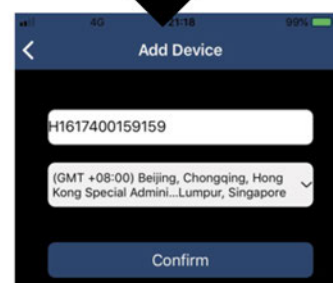 4G 21:18 99%
Add Device
H1617400159159
(GMT +08:00) Beijing, Chongqing, Hong
Kong Special Admini...Lumpur, Singapore
Confirm